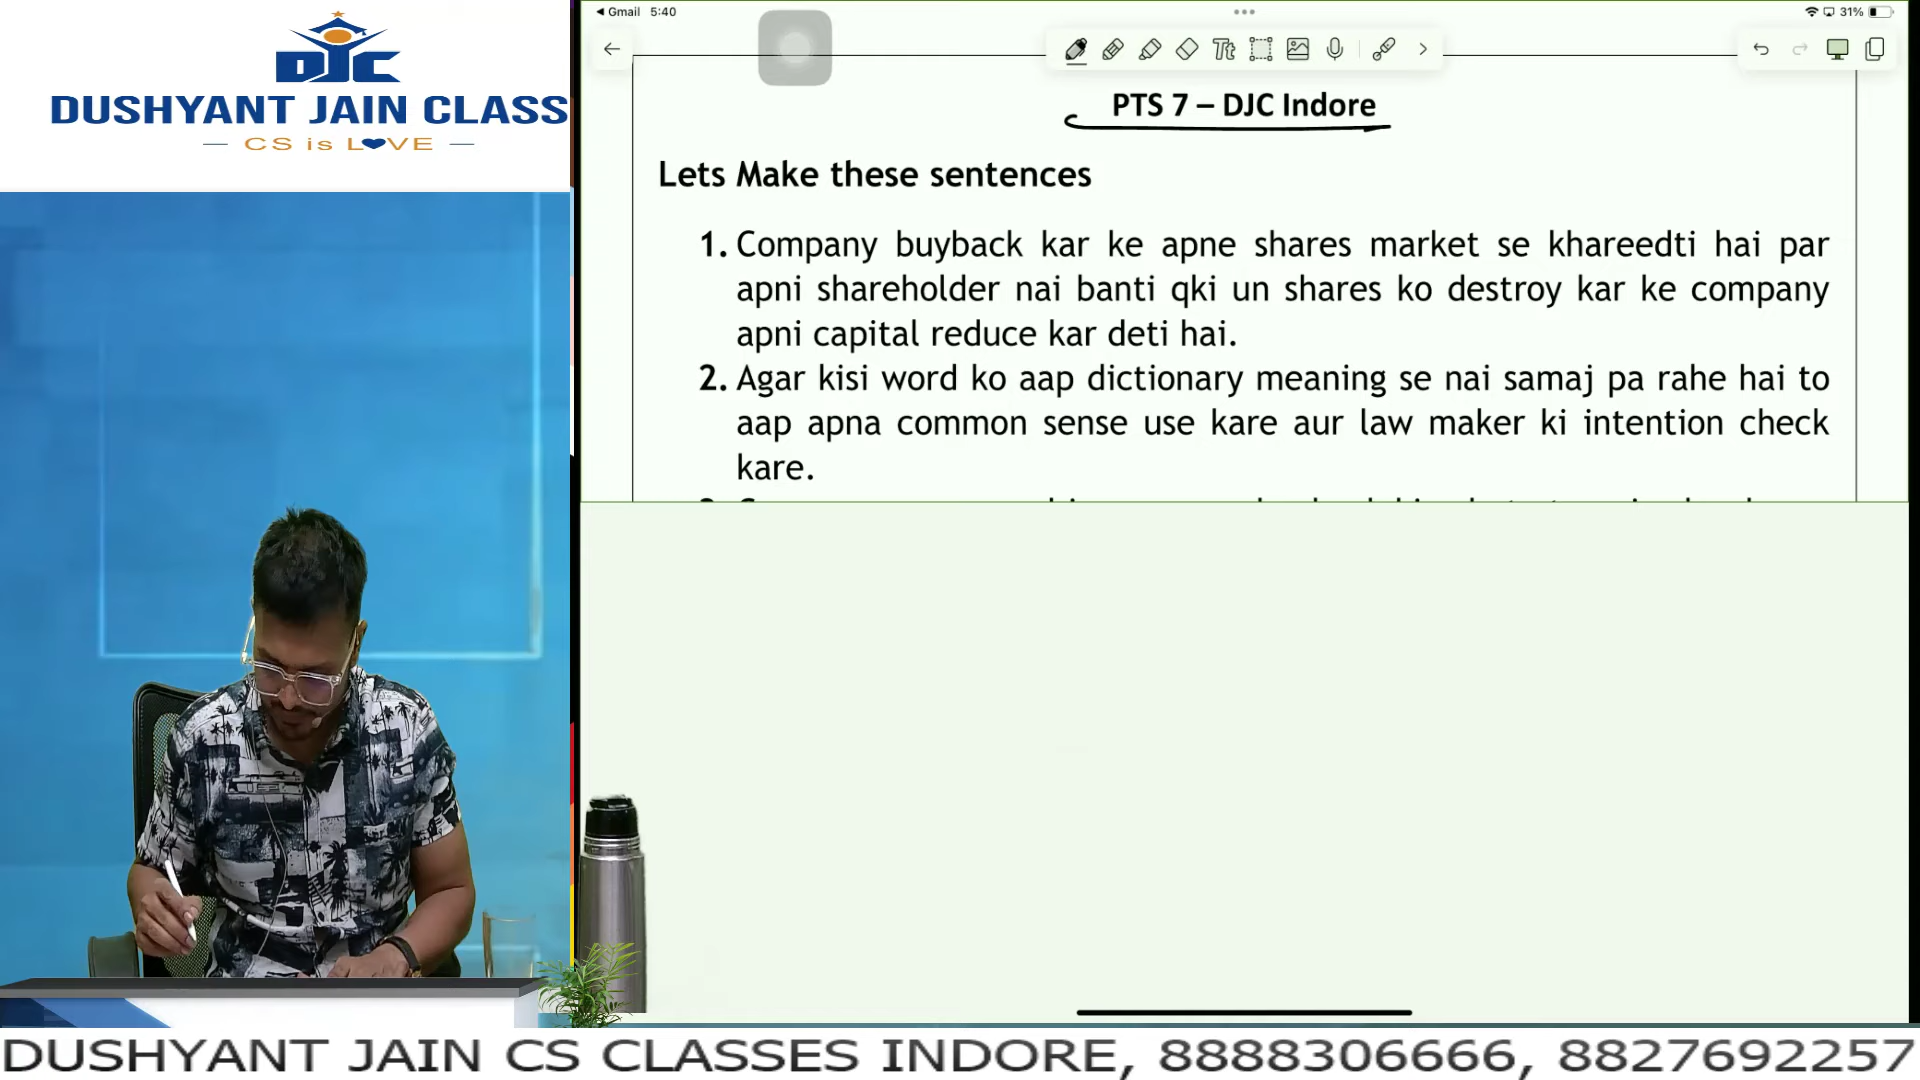 DJC
DUSHYANT JAIN CLASS
CS is LOVE
Gmail 5:40
31%
Tt
PTS 7 – DJC Indore
Lets Make these sentences
1. Company buyback kar ke apne shares market se khareedti hai par
apni shareholder nai banti qki un shares ko destroy kar ke company
apni capital reduce kar deti hai.
2. Agar kisi word ko aap dictionary meaning se nai samaj pa rahe hai to
aap apna common sense use kare aur law maker ki intention check
kare.
DUSHYANT JAIN CS CLASSES INDORE, 8888306666, 8827692257